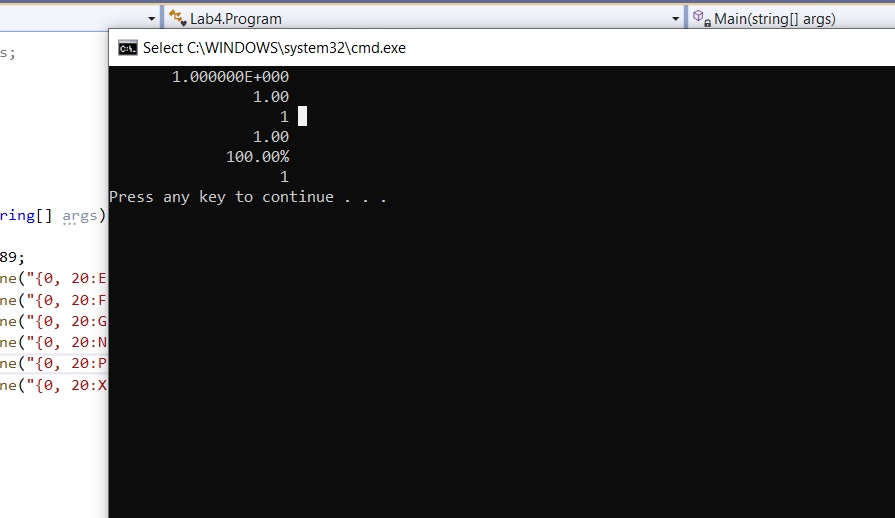 Lab4.Program
Main(string[] args)
Select C:\WINDOWS\system32\cmd.exe
s;
1.000000E+000
1.00
1
1.00
100.00%
1
Press any key to continue . . .
ring[] args)
89;
ne("{0, 20:E
ne("{0, 20:F
ne("{0, 20:G
ne("{0, 20:N
ne("{0, 20:P
ne("{0, 20:X